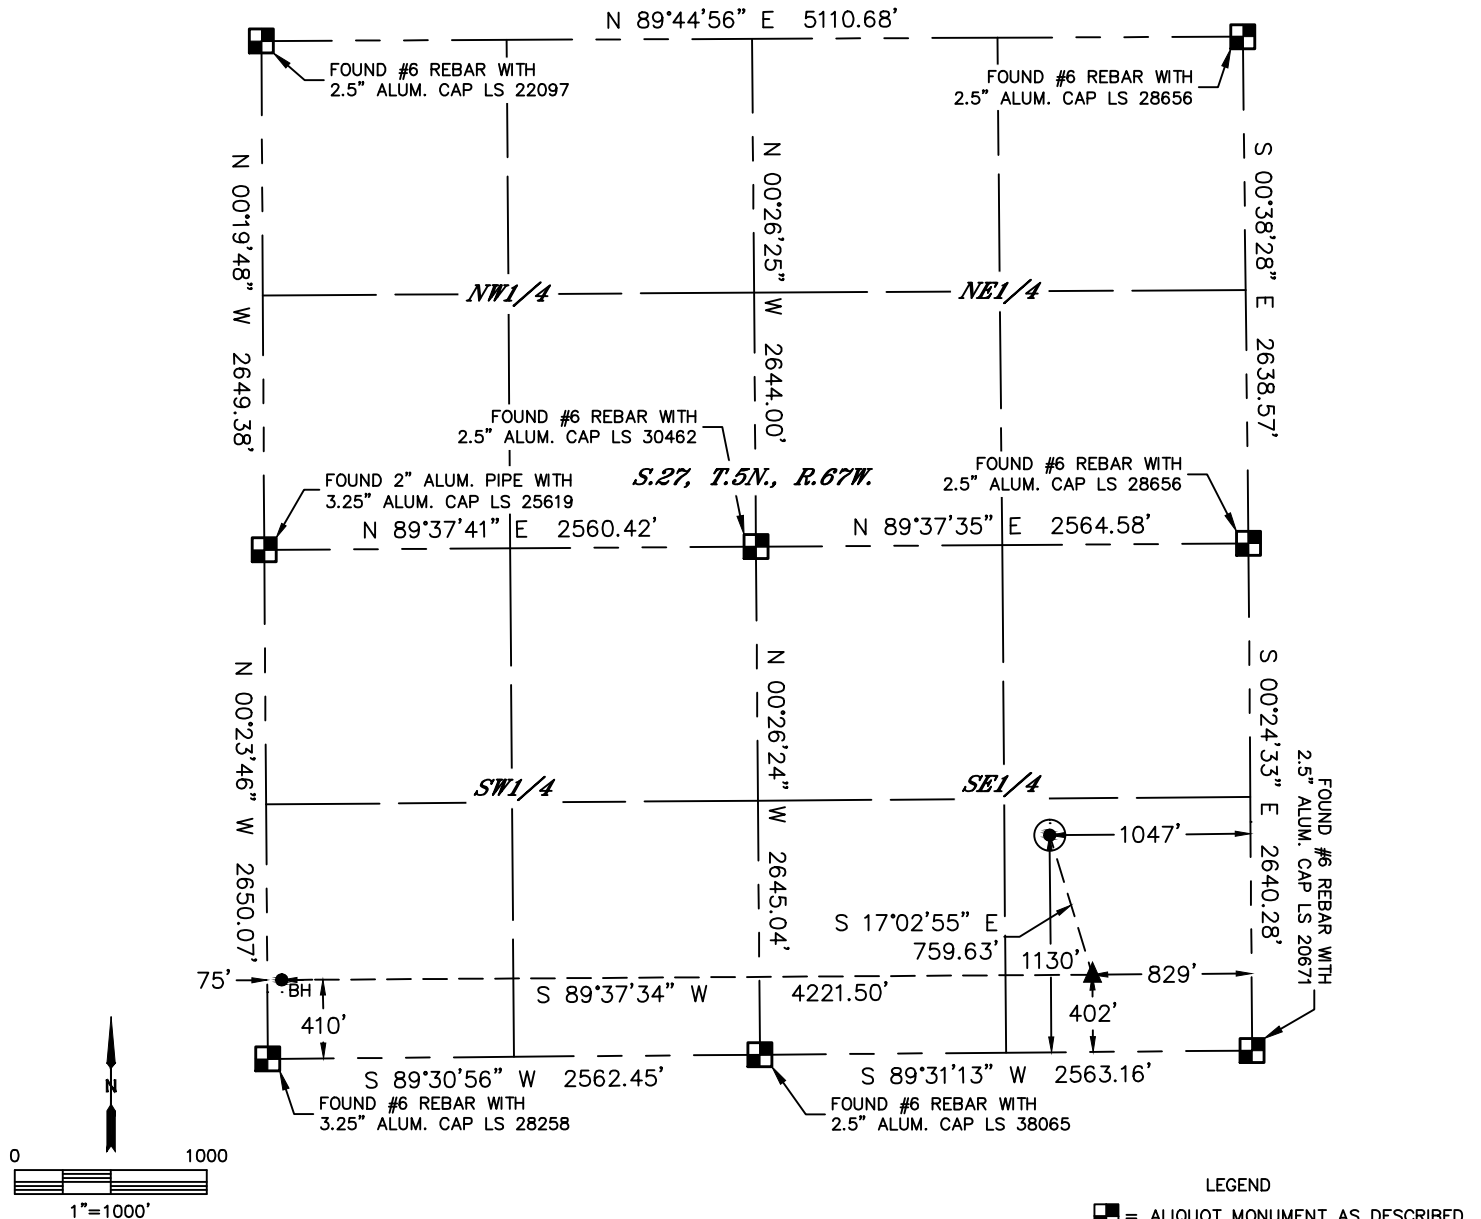 N 89°44'56" E 5110.68'
FOUND #6 REBAR WITH
2.5" ALUM. CAP LS 22097
FOUND #6 REBAR WITH
2.5" ALUM. CAP LS 28656
N 00°19'48" W 2649.38'
N 00°26'25" W 2644.00'
S 00°38'28" E 2638.57'
NW1/4
NE1/4
FOUND #6 REBAR WITH
2.5" ALUM. CAP LS 30462
S.27, T.5N., R.67W.
FOUND #6 REBAR WITH
2.5" ALUM. CAP LS 28656
FOUND 2" ALUM. PIPE WITH
3.25" ALUM. CAP LS 25619
N 89°37'41" E 2560.42'
N 89°37'35" E 2564.58'
N 00°23'46" W 2650.07'
N 00°26'24" W 2645.04'
S 00°24'33" E 2640.28'
FOUND #6 REBAR WITH
2.5" ALUM. CAP LS 20671
SW1/4
SE1/4
1047'
S 17°02'55" E
759.63'
1130'
75'
BH
S 89°37'34" W 4221.50'
829'
410'
402'
S 89°30'56" W 2562.45'
S 89°31'13" W 2563.16'
FOUND #6 REBAR WITH
3.25" ALUM. CAP LS 28258
FOUND #6 REBAR WITH
2.5" ALUM. CAP LS 38065
N
0 1000
1"=1000'
LEGEND
= ALIQUOT MONUMENT AS DESCRIBED